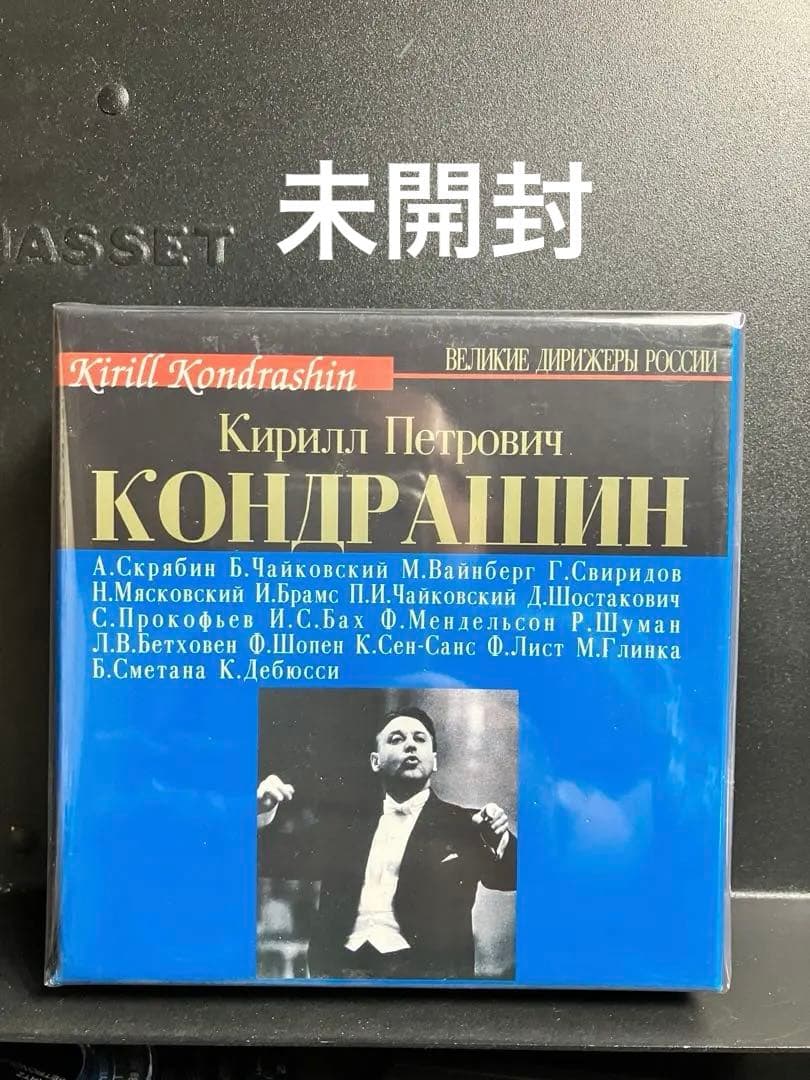 未開封
ASSET
Kirill Kondrashin
ВЕЛИКИЕ ДИРИЖЕРЫ РОССИИ
Кирилл Петрович
КОНДРАШИН
А.Скрябин Б.Чайковский М.Вайнберг Г.Свиридов
Н.Мясковский И.Брамс П.И.Чайковский Д.Шостакович
С.Прокофьев И.С.Бах Ф.Мендельсон Р.Шуман
Л.В.Бетховен Ф.Шопен К.Сен-Санс Ф.Лист М.Глинка
Б.Сметана К.Дебюсси